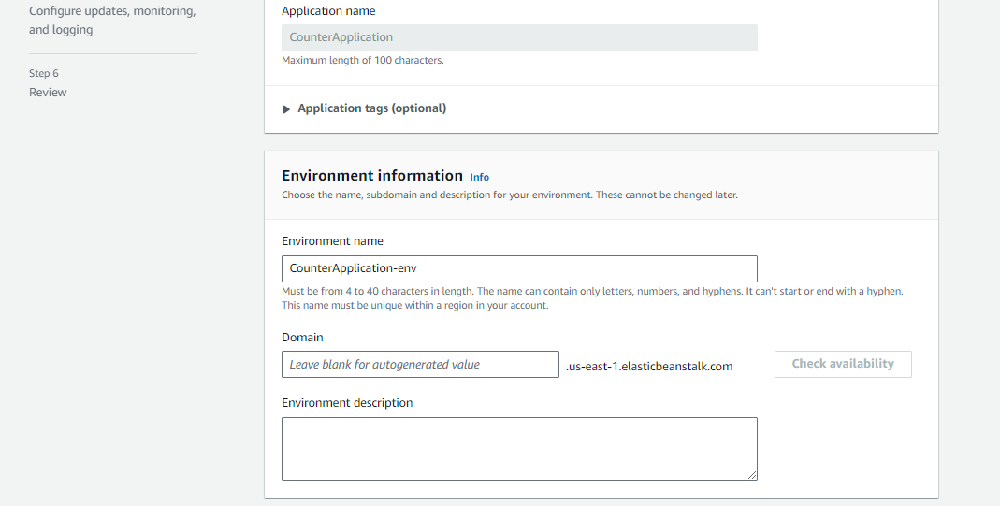 Configure updates, monitoring,
and logging
Step 6
Review
Application name
CounterApplication
Maximum length of 100 characters.
Application tags (optional)
Environment information Info
Choose the name, subdomain and description for your environment. These cannot be changed later.
Environment name
CounterApplication-env
Must be from 4 to 40 characters in length. The name can contain only letters, numbers, and hyphens. It can't start or end with a hyphen.
This name must be unique within a region in your account.
Domain
Leave blank for autogenerated value .us-east-1.elasticbeanstalk.com Check availability
Environment description